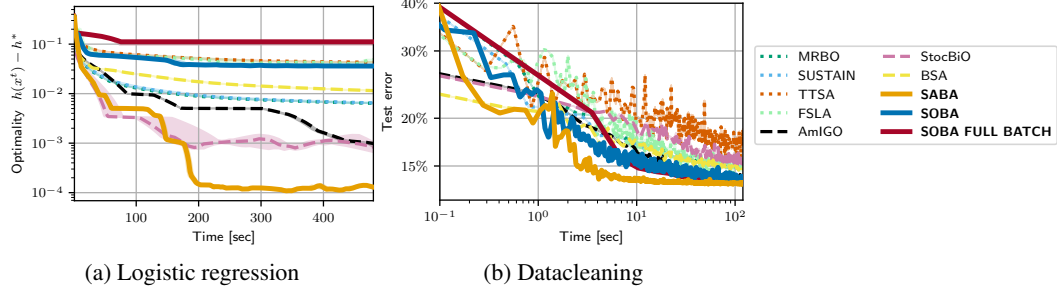 Optimality h(x^t) − h*
10^−1
10^−2
10^−3
10^−4
100
200
300
400
Time [sec]
(a) Logistic regression
Test error
40%
30%
20%
15%
10^−1
10^0
10^1
10^2
Time [sec]
(b) Datacleaning
MRBO
SUSTAIN
TTSA
FSLA
AmIGO
StocBiO
BSA
SABA
SOBA
SOBA FULL BATCH